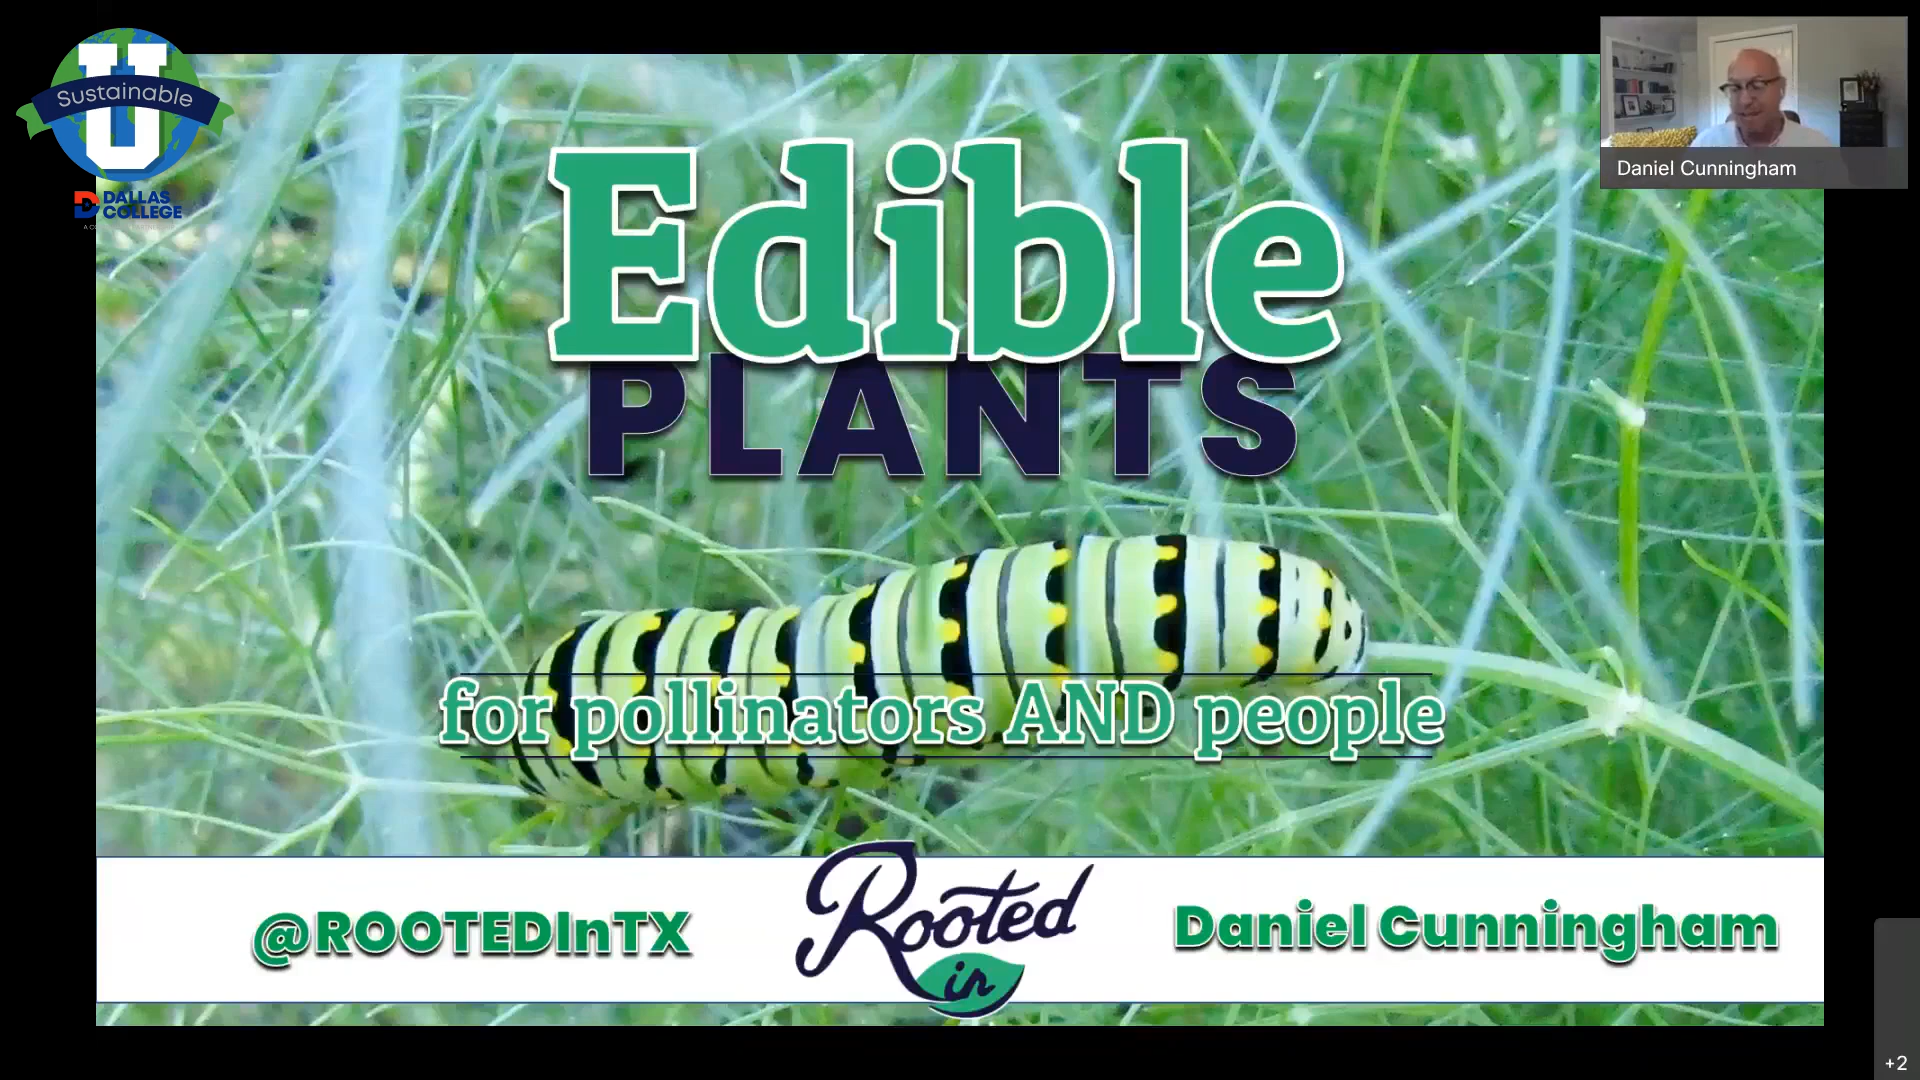 Sustainable
U
DALLAS
COLLEGE
Daniel Cunningham
Edible
PLANTS
for pollinators AND people
@ROOTEDInTX
Rooted
in
Daniel Cunningham
+2